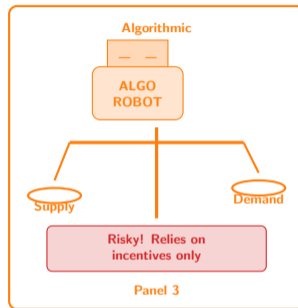 Algorithmic
ALGO
ROBOT
Supply
Demand
Risky! Relies on
incentives only
Panel 3